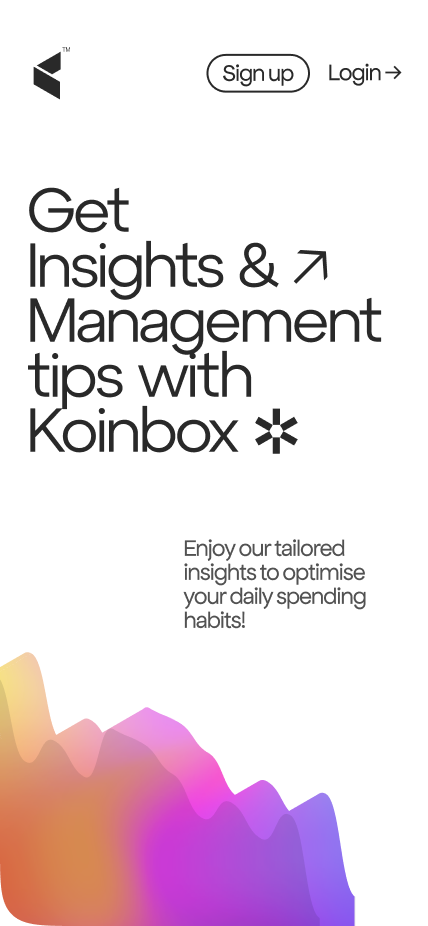 TM
Sign up
Login →
Get
Insights & ↗
Management
tips with
Koinbox ✲
Enjoy our tailored
insights to optimise
your daily spending
habits!